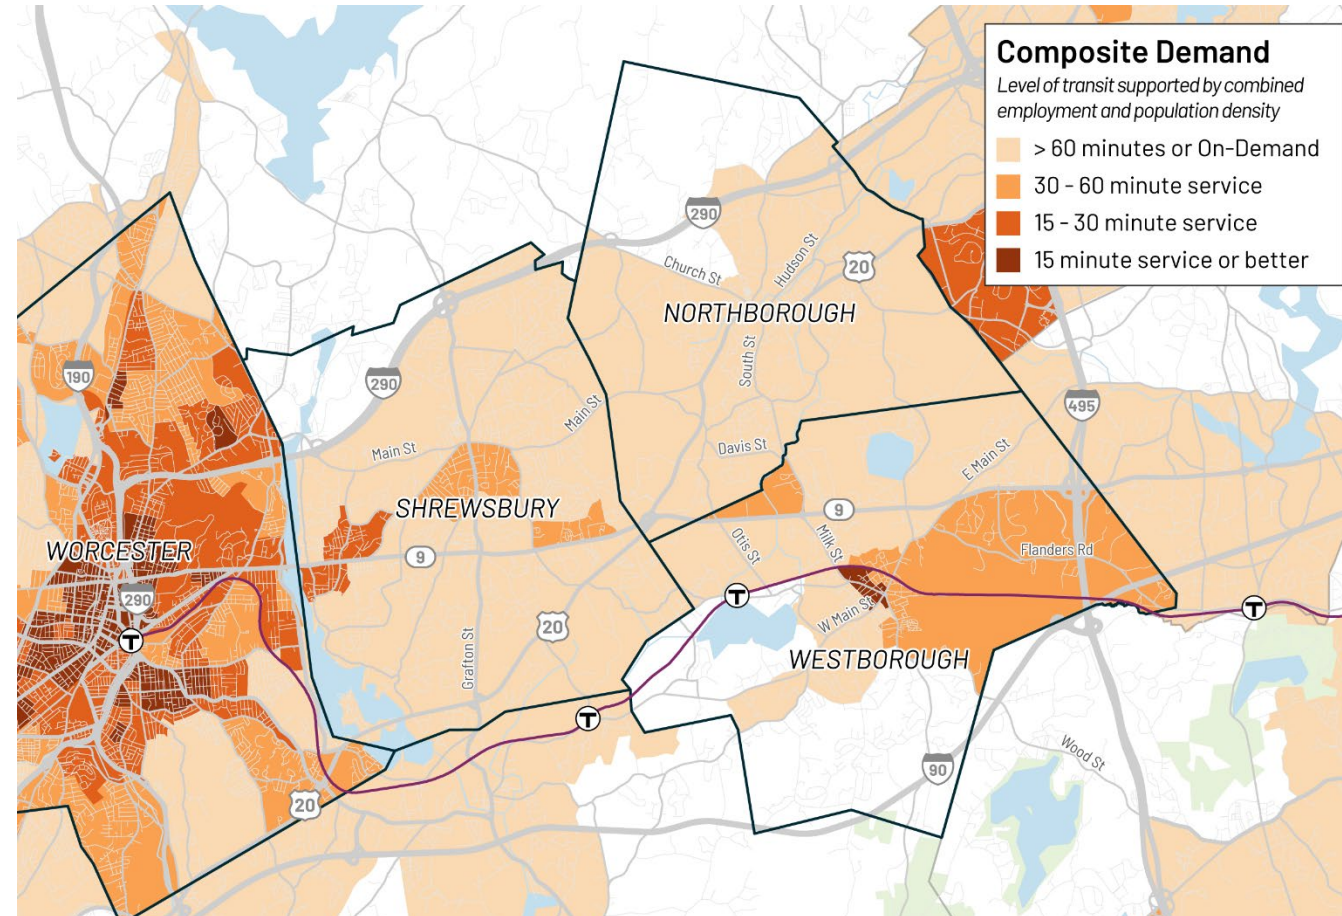 Composite Demand
Level of transit supported by combined
employment and population density
> 60 minutes or On-Demand
30 - 60 minute service
15 - 30 minute service
15 minute service or better
290
Church St
Hudson St
20
NORTHBOROUGH
South St
190
290
495
Main St
Main St
Davis St
E Main St
SHREWSBURY
9
WORCESTER
9
Otis St
Milk St
Flanders Rd
290
T
T
T
W Main St
20
Grafton St
WESTBOROUGH
T
Wood St
90
20